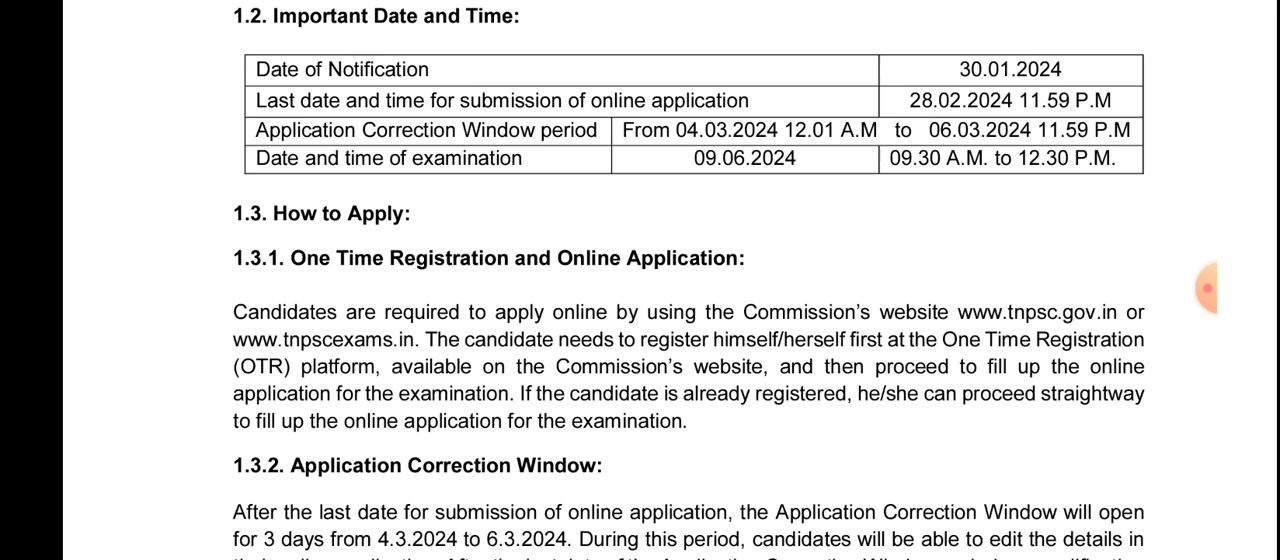 1.2. Important Date and Time:
Date of Notification 30.01.2024
Last date and time for submission of online application 28.02.2024 11.59 P.M
Application Correction Window period From 04.03.2024 12.01 A.M to 06.03.2024 11.59 P.M
Date and time of examination 09.06.2024 09.30 A.M. to 12.30 P.M.
1.3. How to Apply:
1.3.1. One Time Registration and Online Application:
Candidates are required to apply online by using the Commission's website www.tnpsc.gov.in or
www.tnpscexams.in. The candidate needs to register himself/herself first at the One Time Registration
(OTR) platform, available on the Commission's website, and then proceed to fill up the online
application for the examination. If the candidate is already registered, he/she can proceed straightway
to fill up the online application for the examination.
1.3.2. Application Correction Window:
After the last date for submission of online application, the Application Correction Window will open
for 3 days from 4.3.2024 to 6.3.2024. During this period, candidates will be able to edit the details in